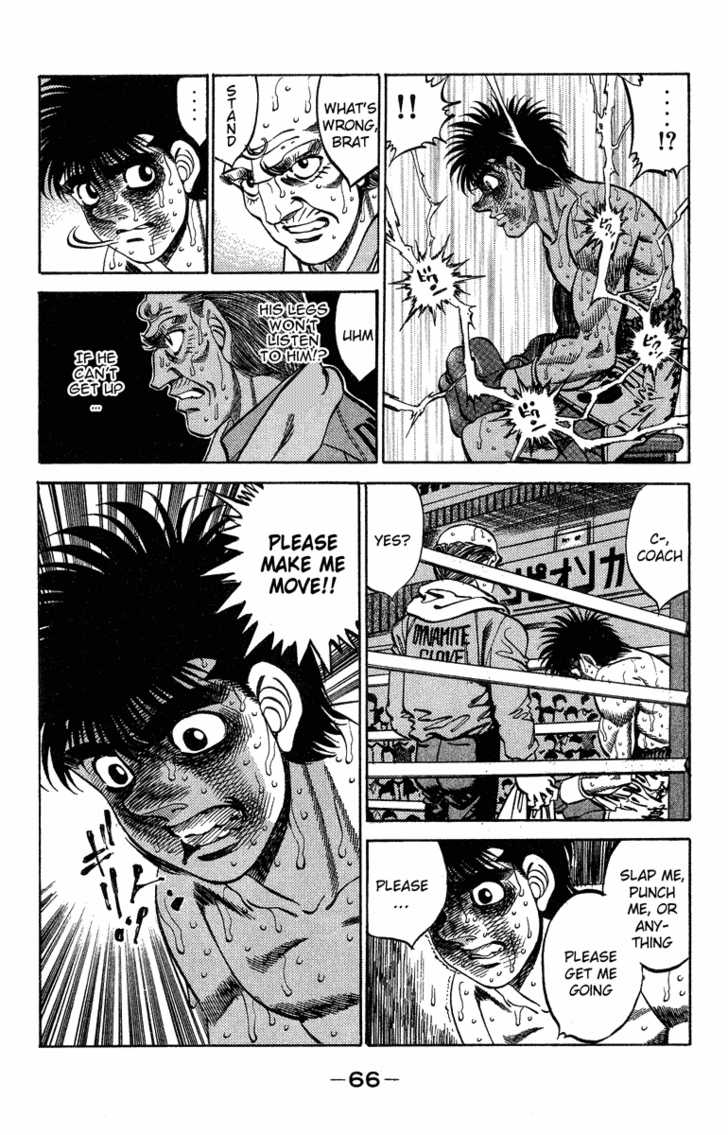 ....
!?
!!
WHAT'S
WRONG,
BRAT
STAND
....
UHM
HIS LEGS
WON'T
LISTEN
TO HIM!?
IF HE
CAN'T
GET UP
...
C-,
COACH
YES?
DYNAMITE
GLOVE
SLAP ME,
PUNCH
ME, OR
ANY-
THING
PLEASE
GET ME
GOING
PLEASE
...
PLEASE
MAKE ME
MOVE!!
—66—